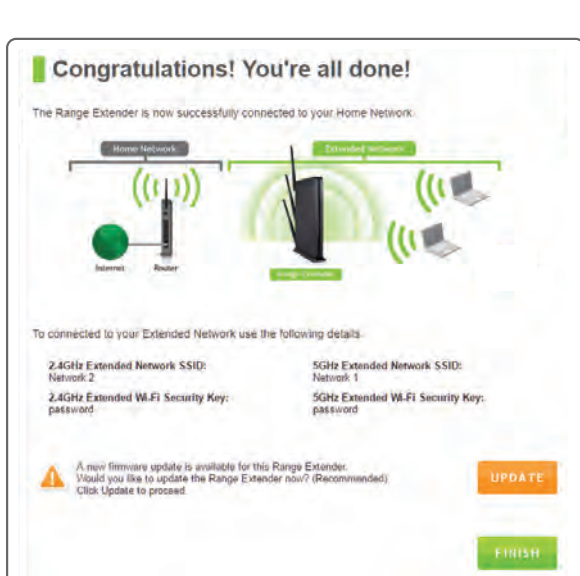 Congratulations! You're all done!
The Range Extender is now successfully connected to your Home Network.
Home Network
Extended Network
Internet
Router
Range Extender
To connected to your Extended Network use the following details.
2.4GHz Extended Network SSID:
Network 2
2.4GHz Extended Wi-Fi Security Key:
password
5GHz Extended Network SSID:
Network 1
5GHz Extended Wi-Fi Security Key:
password
A new firmware update is available for this Range Extender.
Would you like to update the Range Extender now? (Recommended)
Click Update to proceed
UPDATE
FINISH